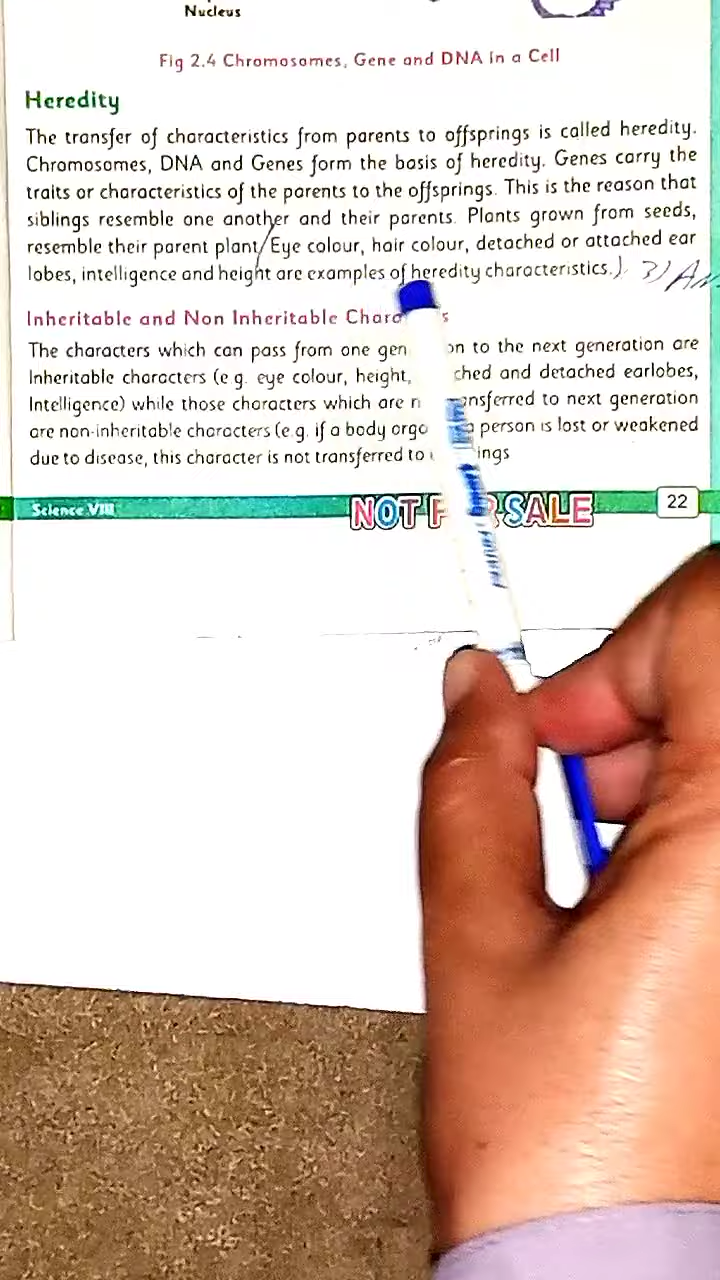 Nucleus
Fig 2.4 Chromosomes, Gene and DNA in a Cell
Heredity
The transfer of characteristics from parents to offsprings is called heredity.
Chromosomes, DNA and Genes form the basis of heredity. Genes carry the
traits or characteristics of the parents to the offsprings. This is the reason that
siblings resemble one another and their parents. Plants grown from seeds,
resemble their parent plant. Eye colour, hair colour, detached or attached ear
lobes, intelligence and height are examples of heredity characteristics.) 3) An
Inheritable and Non Inheritable
The characters which can pass from one to the next generation are
Inheritable characters (e g. eye colour, height, and detached earlobes,
Intelligence) while those characters which are to next generation
are non-inheritable characters (e.g. if a body person is lost or weakened
due to disease, this character is not transferred to
Science VIII NOT SALE 22